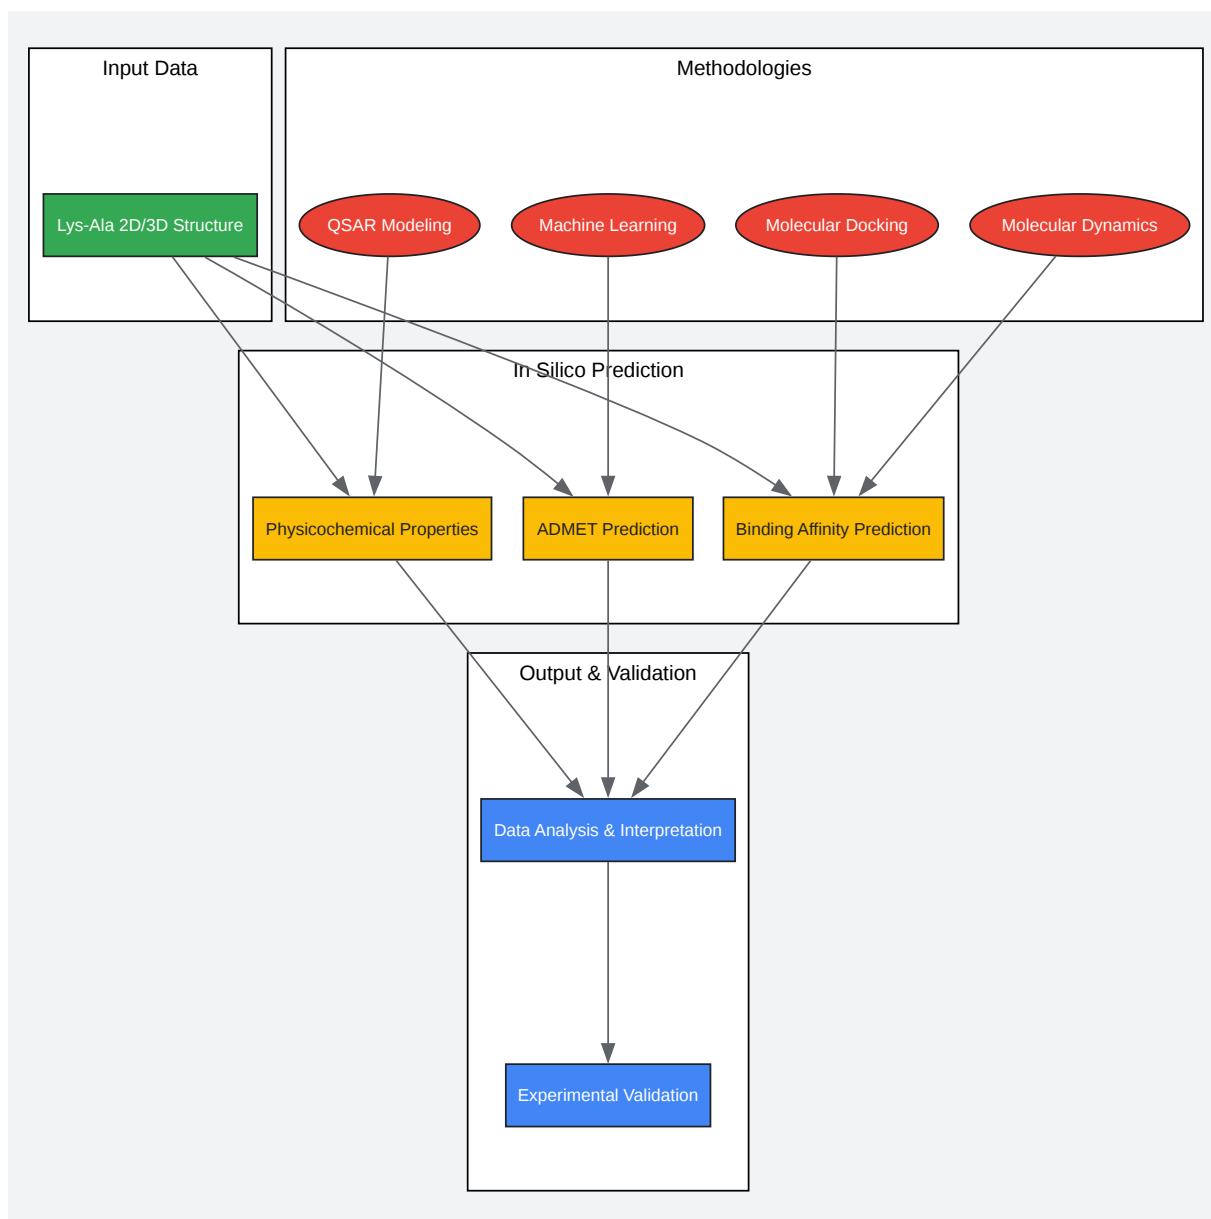 Input Data
Methodologies
Lys-Ala 2D/3D Structure
QSAR Modeling
Machine Learning
Molecular Docking
Molecular Dynamics
In Silico Prediction
Physicochemical Properties
ADMET Prediction
Binding Affinity Prediction
Output & Validation
Data Analysis & Interpretation
Experimental Validation